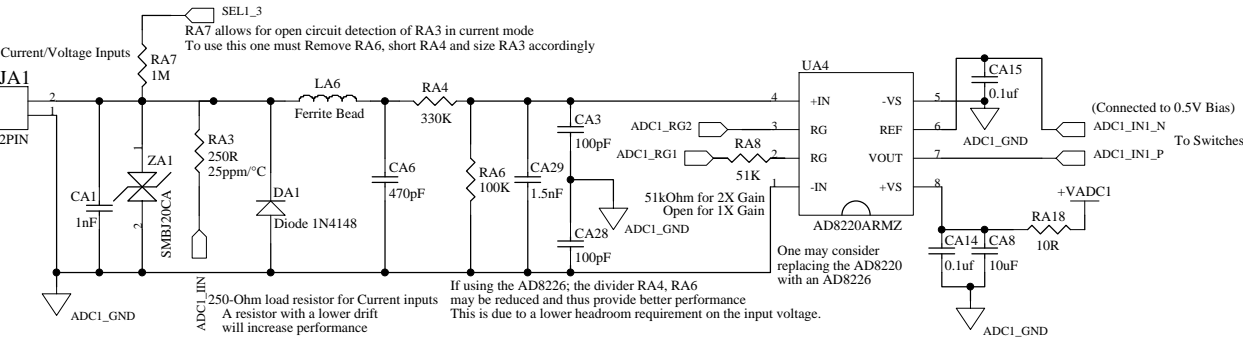 SEL1_3
RA7 allows for open circuit detection of RA3 in current mode
To use this one must Remove RA6, short RA4 and size RA3 accordingly
Current/Voltage Inputs
RA7
1M
JA1
2
1
2PIN
CA1
1nF
1
ZA1
2
SMBJ20CA
RA3
250R
25ppm/°C
ADC1_IIN
DA1
Diode 1N4148
LA6
Ferrite Bead
CA6
470pF
RA4
330K
RA6
100K
CA29
1.5nF
CA3
100pF
CA28
100pF
ADC1_GND
ADC1_RG2
ADC1_RG1
RA8
51K
51kOhm for 2X Gain
Open for 1X Gain
UA4
4
3
2
1
+IN
RG
RG
-IN
-VS
REF
VOUT
+VS
5
6
7
8
AD8220ARMZ
One may consider
replacing the AD8220
with an AD8226
CA15
0.1uf
ADC1_GND
(Connected to 0.5V Bias)
ADC1_IN1_N
To Switches
ADC1_IN1_P
+VADC1
RA18
10R
CA14
0.1uf
CA8
10uF
ADC1_GND
ADC1_GND
250-Ohm load resistor for Current inputs
A resistor with a lower drift
will increase performance
If using the AD8226; the divider RA4, RA6
may be reduced and thus provide better performance
This is due to a lower headroom requirement on the input voltage.